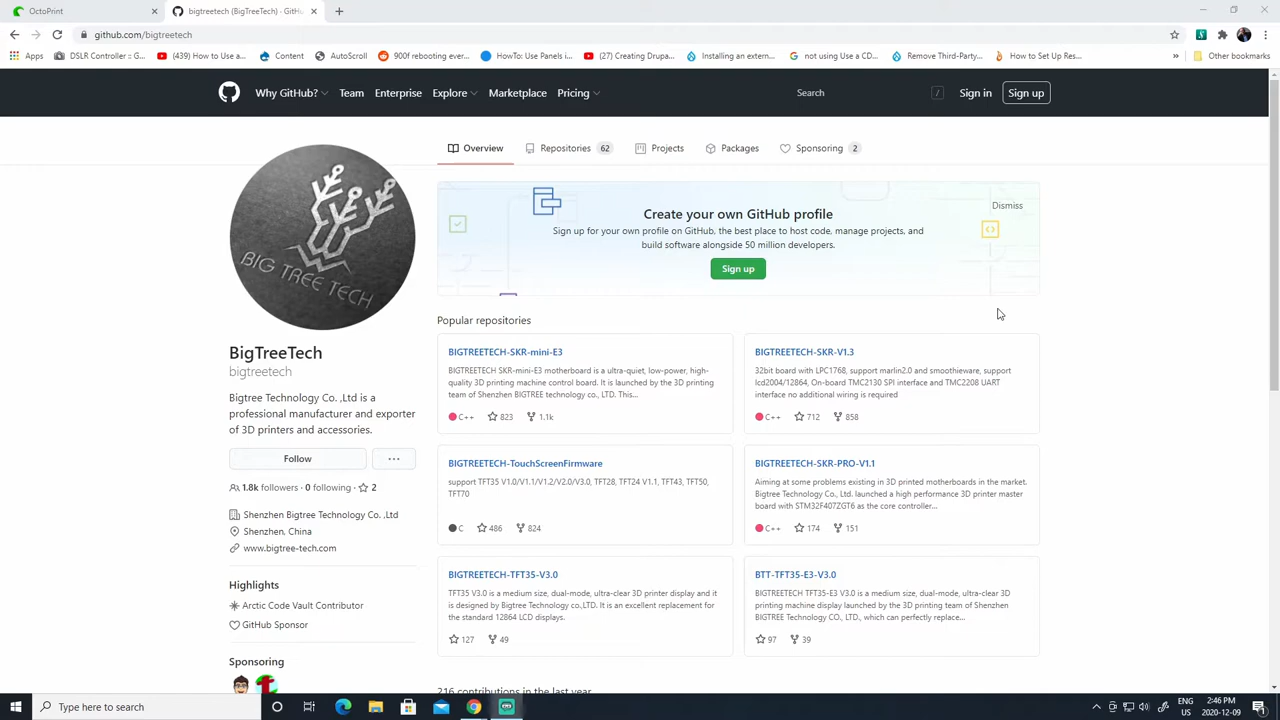 OctoPrint
bigtreetech (BigTreeTech) · GitHu
github.com/bigtreetech
Apps
DSLR Controller :: G...
(439) How to Use a...
Content
AutoScroll
900f rebooting ever...
HowTo: Use Panels i...
(27) Creating Drupa...
Installing an extern...
not using Use a CD...
Remove Third-Party...
How to Set Up Res...
»
Other bookmarks
Why GitHub?
Team
Enterprise
Explore
Marketplace
Pricing
Search
/
Sign in
Sign up
Overview
Repositories 62
Projects
Packages
Sponsoring 2
BIG TREE TECH
Create your own GitHub profile
Dismiss
Sign up for your own profile on GitHub, the best place to host code, manage projects, and
build software alongside 50 million developers.
Sign up
BigTreeTech
bigtreetech
Bigtree Technology Co. ,Ltd is a
professional manufacturer and exporter
of 3D printers and accessories.
Follow
...
1.8k followers · 0 following · 2
Shenzhen Bigtree Technology Co. ,Ltd
Shenzhen, China
www.bigtree-tech.com
Highlights
Arctic Code Vault Contributor
GitHub Sponsor
Sponsoring
Popular repositories
BIGTREETECH-SKR-mini-E3
BIGTREETECH SKR-mini-E3 motherboard is a ultra-quiet, low-power, high-
quality 3D printing machine control board. It is launched by the 3D printing
team of Shenzhen BIGTREE technology co., LTD. This...
C++ 823 1.1k
BIGTREETECH-SKR-V1.3
32bit board with LPC1768, support marlin2.0 and smoothieware, support
lcd2004/12864, On-board TMC2130 SPI interface and TMC2208 UART
interface no additional wiring is required
C++ 712 858
BIGTREETECH-TouchScreenFirmware
support TFT35 V1.0/V1.1/V1.2/V2.0/V3.0, TFT28, TFT24 V1.1, TFT43, TFT50,
TFT70
C 486 824
BIGTREETECH-SKR-PRO-V1.1
Aiming at some problems existing in 3D printed motherboards in the market.
Bigtree Technology Co., Ltd. launched a high performance 3D printer master
board with STM32F407ZGT6 as the core controller...
C++ 174 151
BIGTREETECH-TFT35-V3.0
TFT35 V3.0 is a medium size, dual-mode, ultra-clear 3D printer display and it
is designed by Bigtree Technology co.,LTD. It is an excellent replacement for
the standard 12864 LCD displays.
127 49
BTT-TFT35-E3-V3.0
BIGTREETECH TFT35-E3 V3.0 is a medium size, dual-mode, ultra-clear 3D
printing machine display launched by the 3D printing team of Shenzhen
BIGTREE TECHNOLOGY CO., LTD., which can perfectly replace...
97 39
216 contributions in the last year
Type here to search
ENG
US
2:46 PM
2020-12-09
1